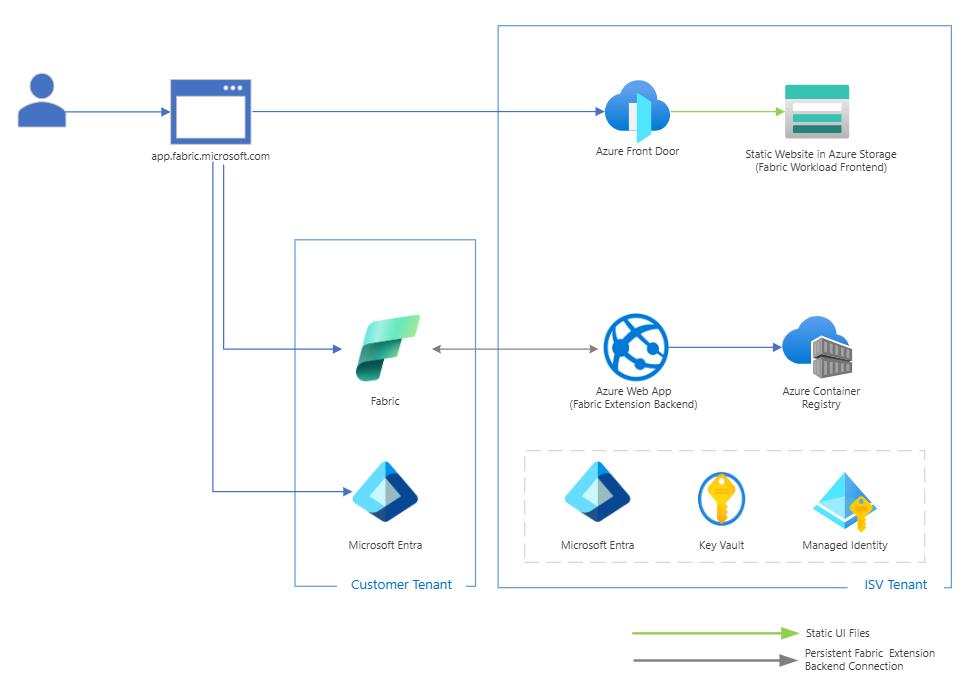 app.fabric.microsoft.com
Azure Front Door
Static Website in Azure Storage
(Fabric Workload Frontend)
Fabric
Azure Web App
(Fabric Extension Backend)
Azure Container
Registry
Microsoft Entra
Microsoft Entra
Key Vault
Managed Identity
Customer Tenant
ISV Tenant
Static UI Files
Persistent Fabric  Extension
Backend Connection